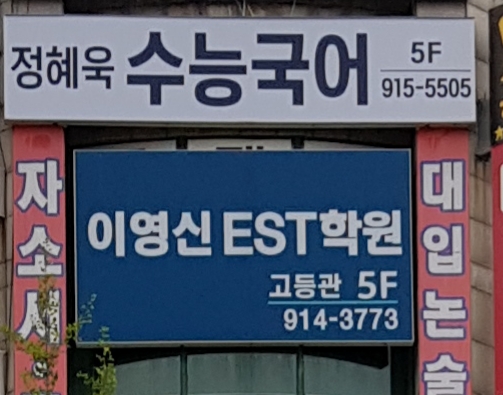 정혜욱 수능국어 5F
915-5505
자소서
이영신 EST학원
고등관 5F
914-3773
대입논술